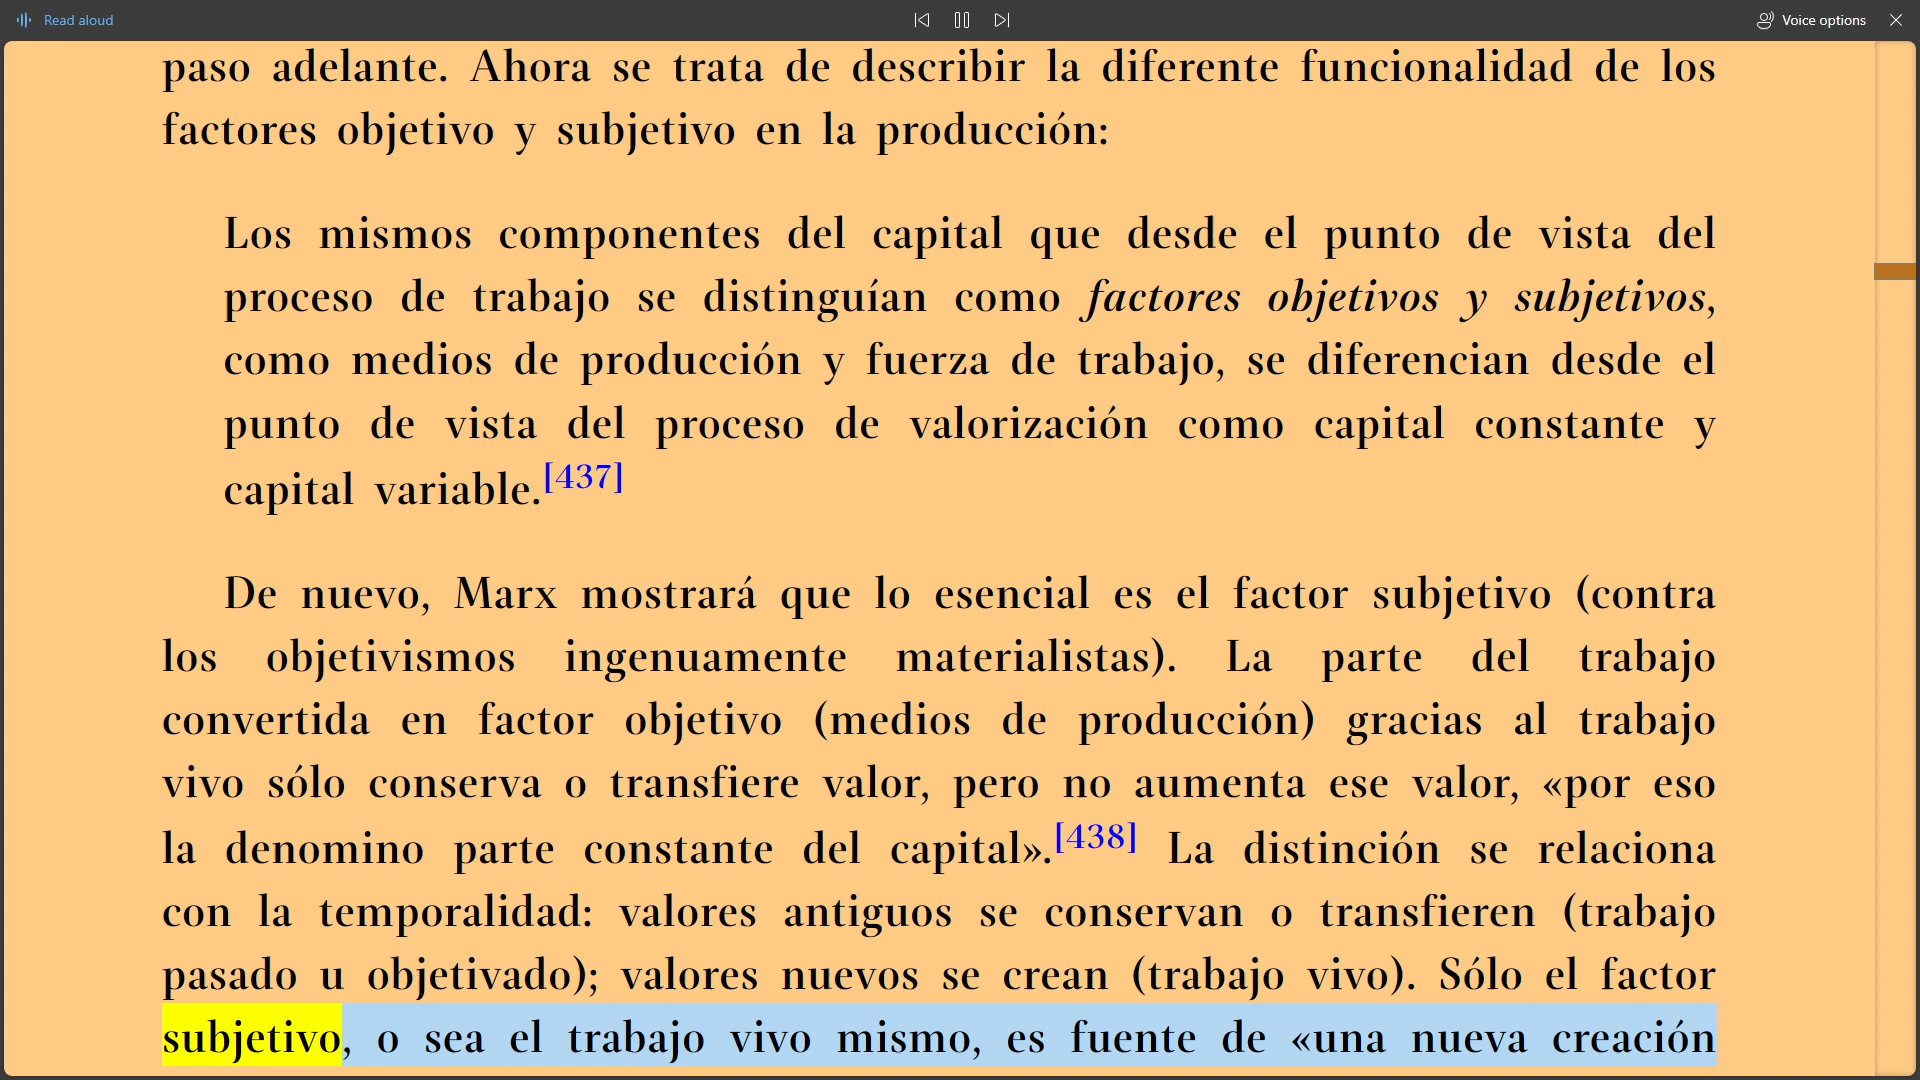 Read aloud
Voice options
paso adelante. Ahora se trata de describir la diferente funcionalidad de los
factores objetivo y subjetivo en la producción:
Los mismos componentes del capital que desde el punto de vista del
proceso de trabajo se distinguían como factores objetivos y subjetivos,
como medios de producción y fuerza de trabajo, se diferencian desde el
punto de vista del proceso de valorización como capital constante y
capital variable.[437]
De nuevo, Marx mostrará que lo esencial es el factor subjetivo (contra
los objetivismos ingenuamente materialistas). La parte del trabajo
convertida en factor objetivo (medios de producción) gracias al trabajo
vivo sólo conserva o transfiere valor, pero no aumenta ese valor, «por eso
la denomino parte constante del capital».[438] La distinción se relaciona
con la temporalidad: valores antiguos se conservan o transfieren (trabajo
pasado u objetivado); valores nuevos se crean (trabajo vivo). Sólo el factor
subjetivo, o sea el trabajo vivo mismo, es fuente de «una nueva creación